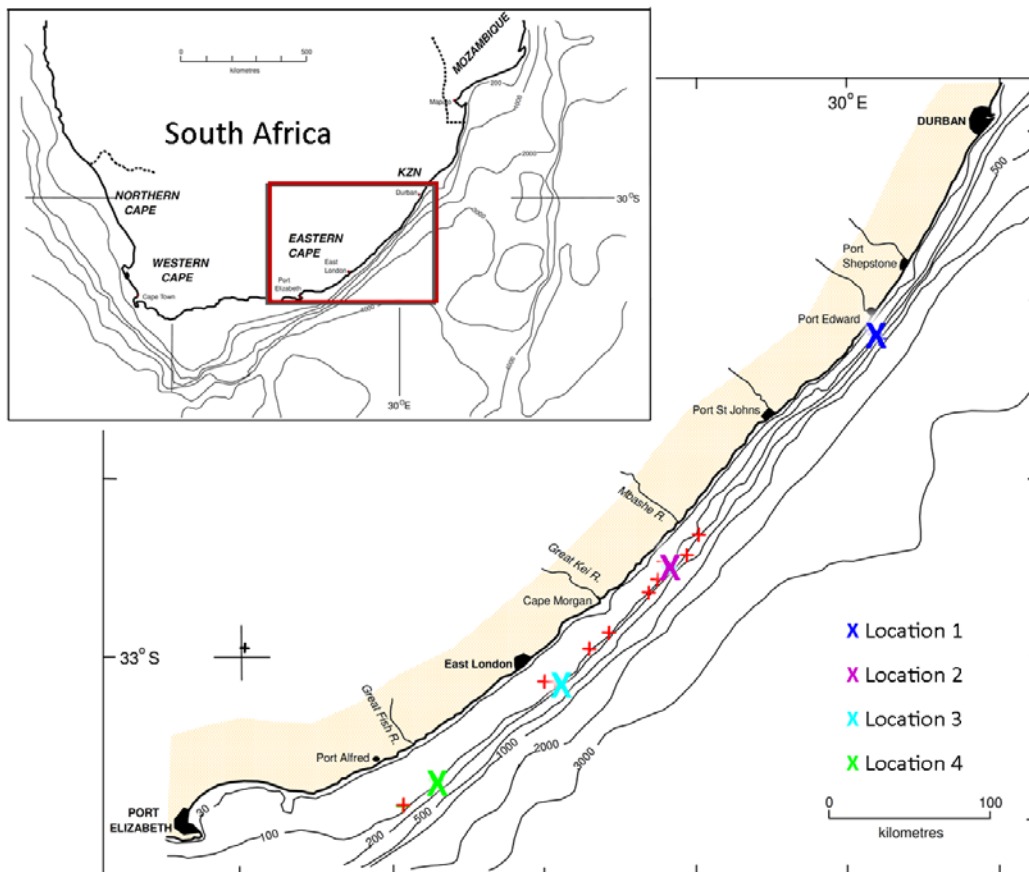 0
500
kilometres
MOZAMBIQUE
200
Maputo
South Africa
2000
KZN
Durban
30°S
NORTHERN
CAPE
EASTERN
CAPE
WESTERN
CAPE
East
London
Port
Elizabeth
Cape Town
4000
30°E
30°E
DURBAN
500
Port
Shepstone
Port Edward
X
Port St Johns
Mbashe R.
Great Kei R.
X
Cape Morgan
33°S
East London
X
Great Fish R.
Port Alfred
X
1000
2000
3000
PORT
ELIZABETH
30
100
200
500
X Location 1
X Location 2
X Location 3
X Location 4
0
100
kilometres